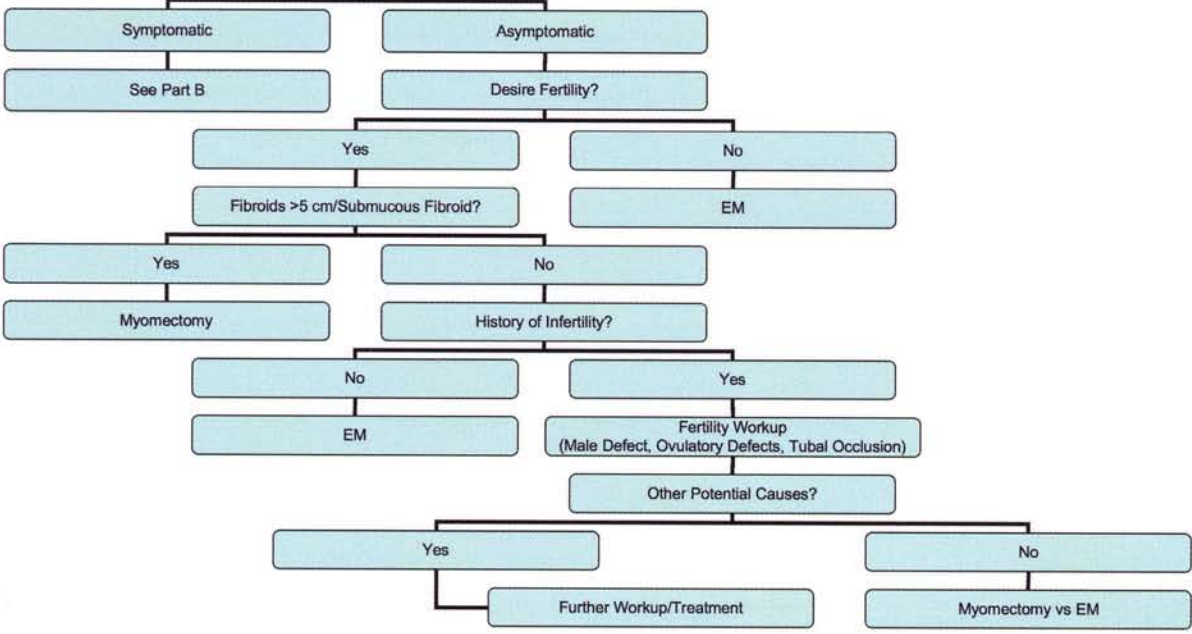 Symptomatic
Asymptomatic
See Part B
Desire Fertility?
Yes
No
Fibroids >5 cm/Submucous Fibroid?
EM
Yes
No
Myomectomy
History of Infertility?
No
Yes
EM
Fertility Workup
(Male Defect, Ovulatory Defects, Tubal Occlusion)
Other Potential Causes?
Yes
No
Further Workup/Treatment
Myomectomy vs EM